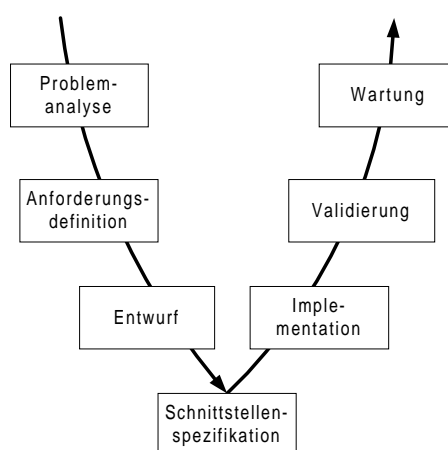 Problem-
analyse
Anforderungs-
definition
Entwurf
Schnittstellen-
spezifikation
Imple-
mentation
Validierung
Wartung